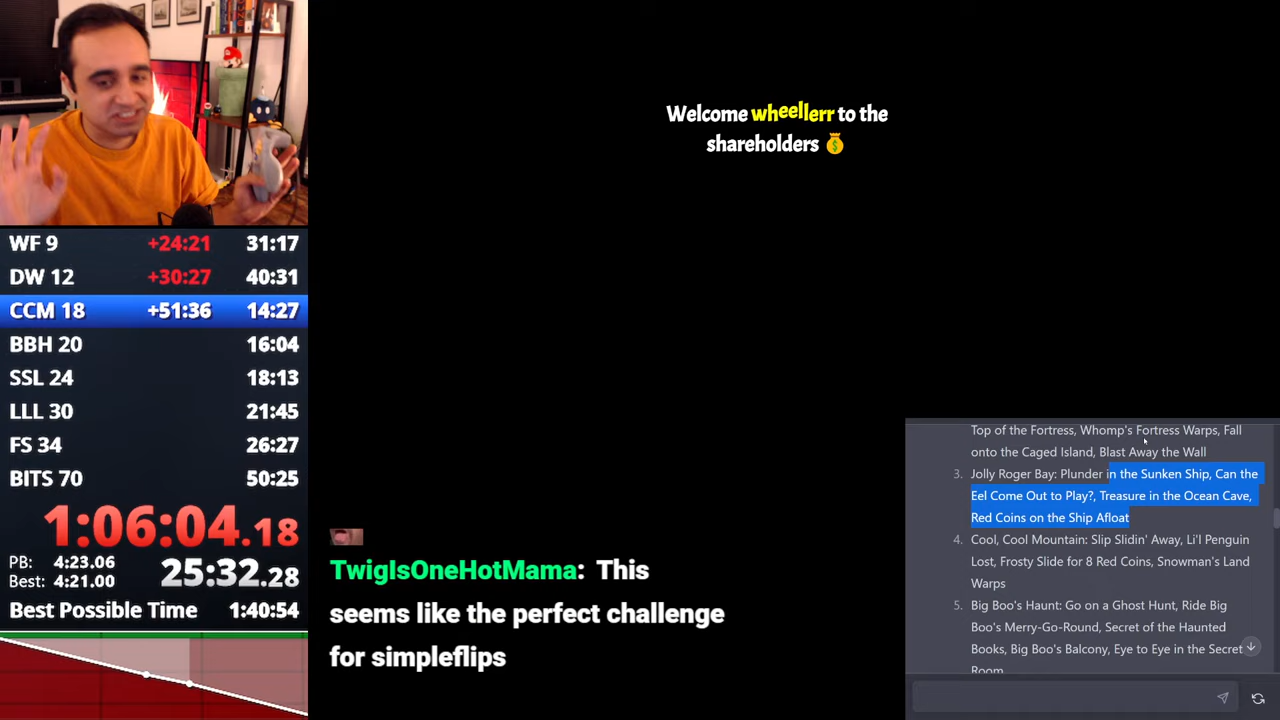 Welcome wheellerr to the
shareholders 💰
WF 9 +24:21 31:17
DW 12 +30:27 40:31
CCM 18 +51:36 14:27
BBH 20 16:04
SSL 24 18:13
LLL 30 21:45
FS 34 26:27
BITS 70 50:25
1:06:04.18
PB: 4:23.06
Best: 4:21.00
25:32.28
Best Possible Time 1:40:54
TwigIsOneHotMama: This
seems like the perfect challenge
for simpleflips
Top of the Fortress, Whomp's Fortress Warps, Fall
onto the Caged Island, Blast Away the Wall
3. Jolly Roger Bay: Plunder in the Sunken Ship, Can the
Eel Come Out to Play?, Treasure in the Ocean Cave,
Red Coins on the Ship Afloat
4. Cool, Cool Mountain: Slip Slidin' Away, Li'l Penguin
Lost, Frosty Slide for 8 Red Coins, Snowman's Land
Warps
5. Big Boo's Haunt: Go on a Ghost Hunt, Ride Big
Boo's Merry-Go-Round, Secret of the Haunted
Books, Big Boo's Balcony, Eye to Eye in the Secret
Room